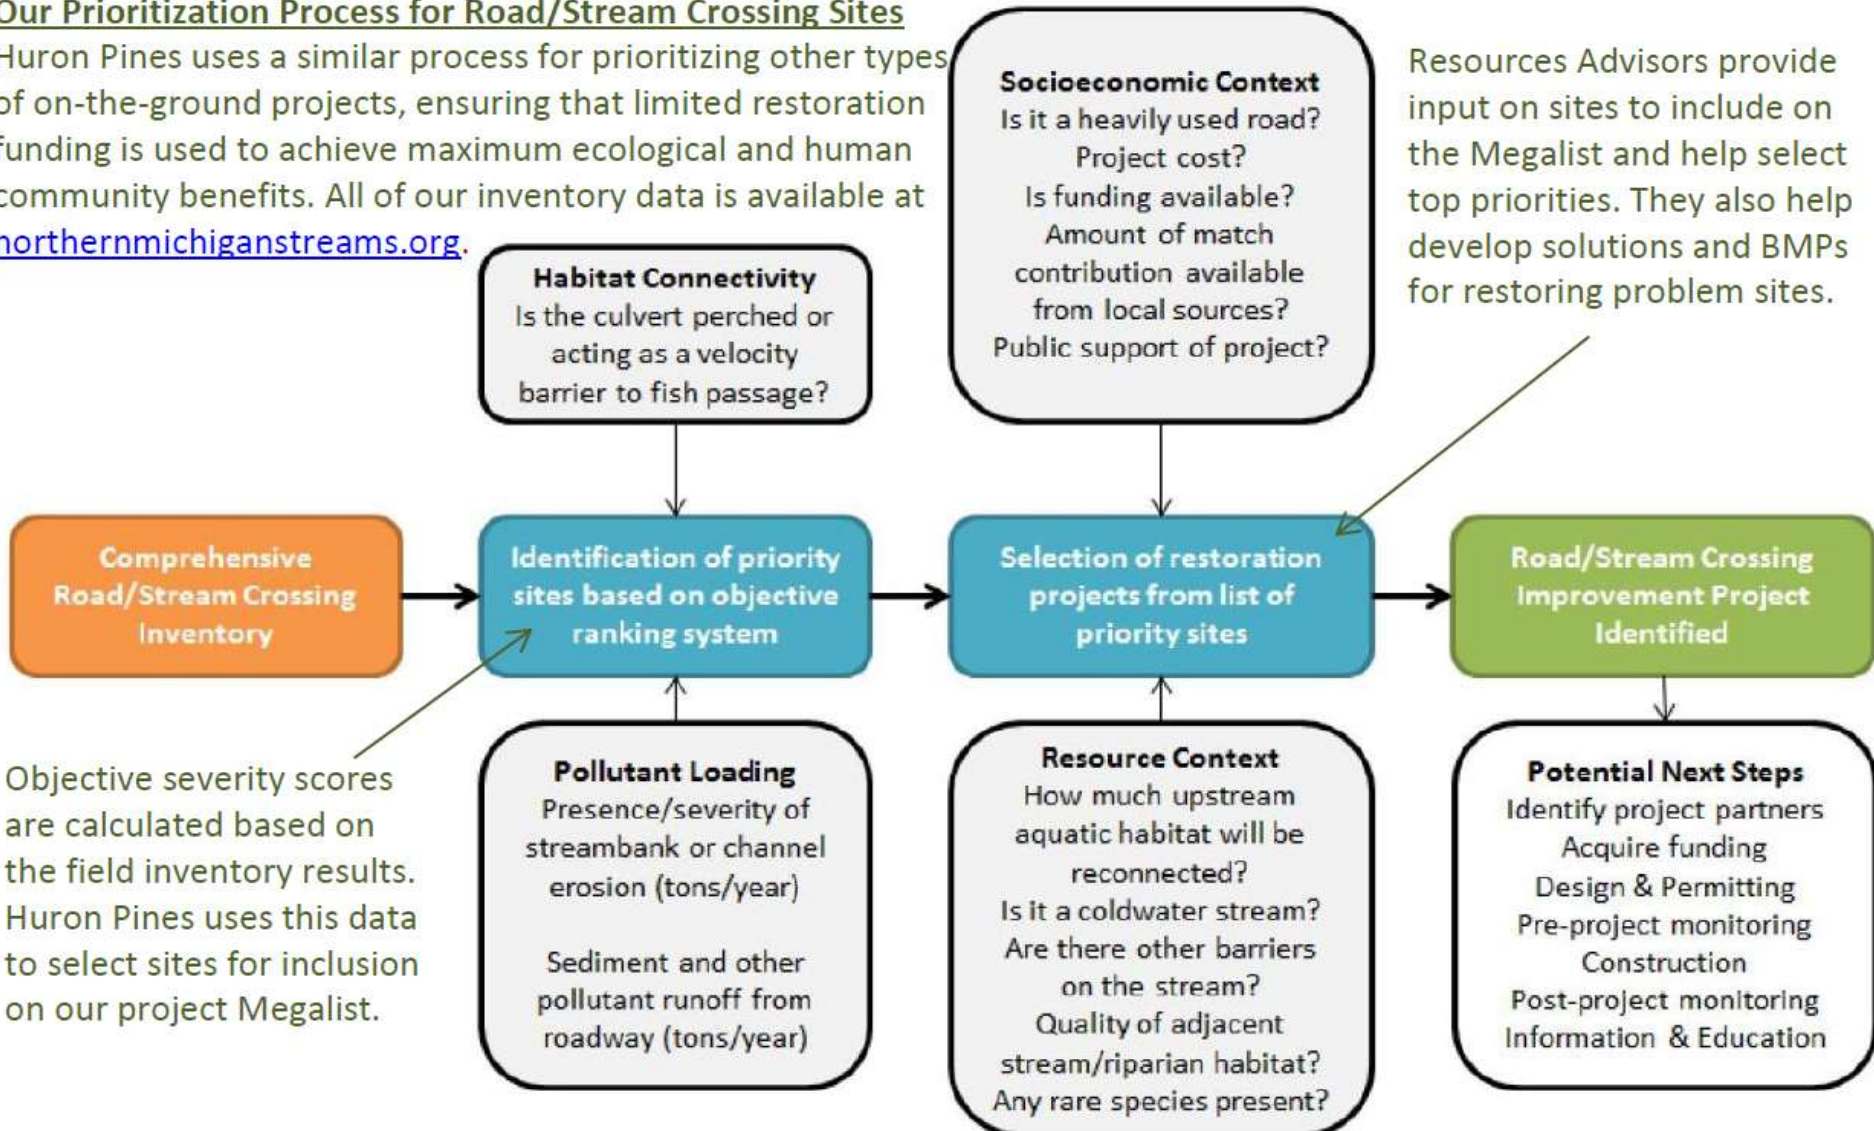 Our Prioritization Process for Road/Stream Crossing Sites
Huron Pines uses a similar process for prioritizing other types
of on-the-ground projects, ensuring that limited restoration
funding is used to achieve maximum ecological and human
community benefits. All of our inventory data is available at
northernmichiganstreams.org.
Socioeconomic Context
Is it a heavily used road?
Project cost?
Is funding available?
Amount of match
contribution available
from local sources?
Public support of project?
Resources Advisors provide
input on sites to include on
the Megalist and help select
top priorities. They also help
develop solutions and BMPs
for restoring problem sites.
Habitat Connectivity
Is the culvert perched or
acting as a velocity
barrier to fish passage?
Comprehensive
Road/Stream Crossing
Inventory
Identification of priority
sites based on objective
ranking system
Selection of restoration
projects from list of
priority sites
Road/Stream Crossing
Improvement Project
Identified
Objective severity scores
are calculated based on
the field inventory results.
Huron Pines uses this data
to select sites for inclusion
on our project Megalist.
Pollutant Loading
Presence/severity of
streambank or channel
erosion (tons/year)
Sediment and other
pollutant runoff from
roadway (tons/year)
Resource Context
How much upstream
aquatic habitat will be
reconnected?
Is it a coldwater stream?
Are there other barriers
on the stream?
Quality of adjacent
stream/riparian habitat?
Any rare species present?
Potential Next Steps
Identify project partners
Acquire funding
Design & Permitting
Pre-project monitoring
Construction
Post-project monitoring
Information & Education